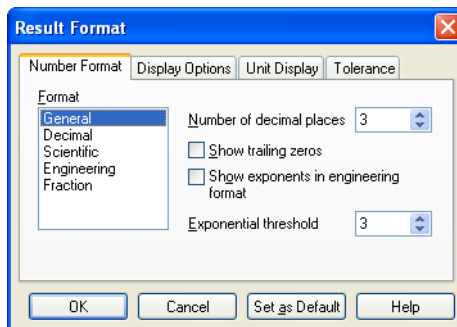 Result Format
Number Format Display Options Unit Display Tolerance
Format
General
Decimal
Scientific
Engineering
Fraction
Number of decimal places 3
Show trailing zeros
Show exponents in engineering
format
Exponential threshold 3
OK Cancel Set as Default Help